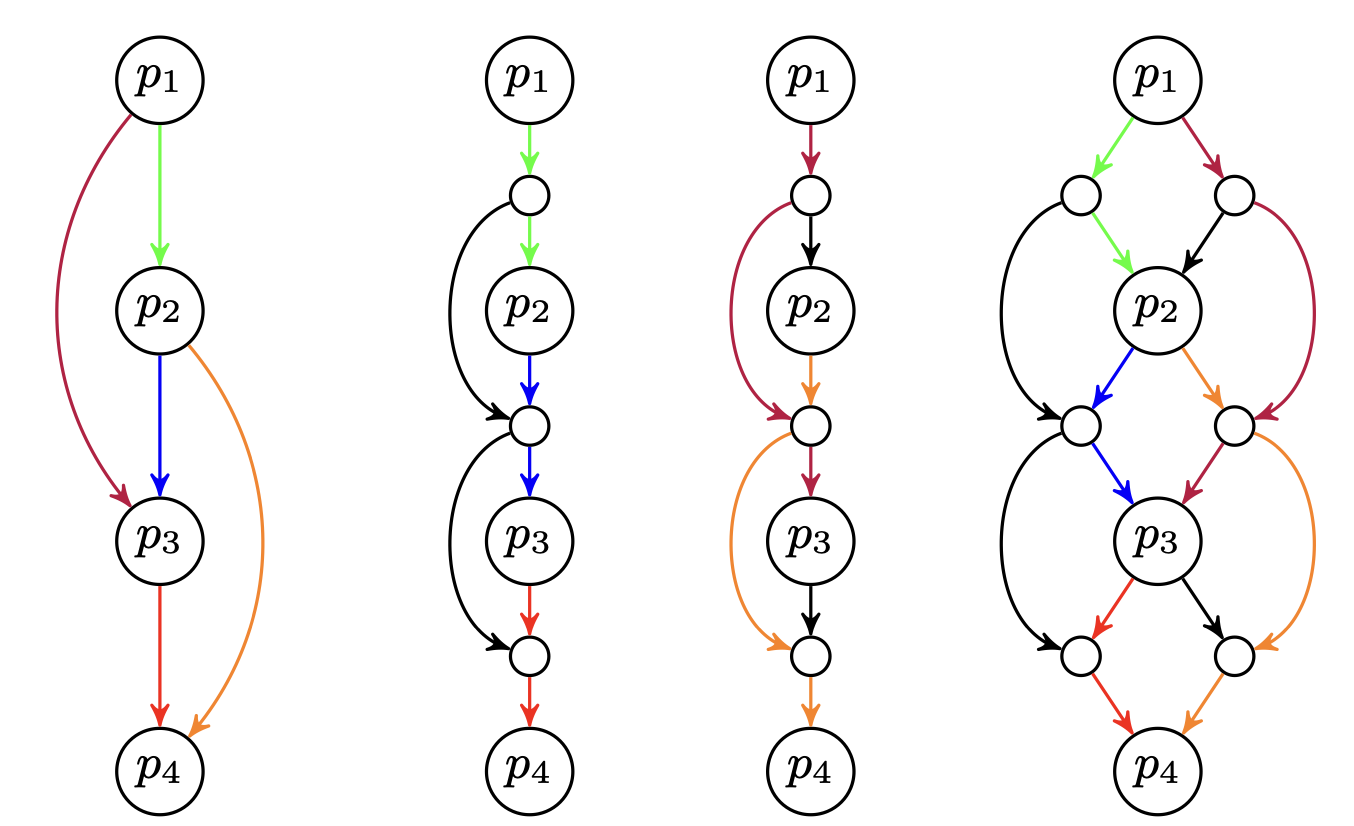 p₁ p₁ p₁ p₁
p₂ p₂ p₂ p₂
p₃ p₃ p₃ p₃
p₄ p₄ p₄ p₄